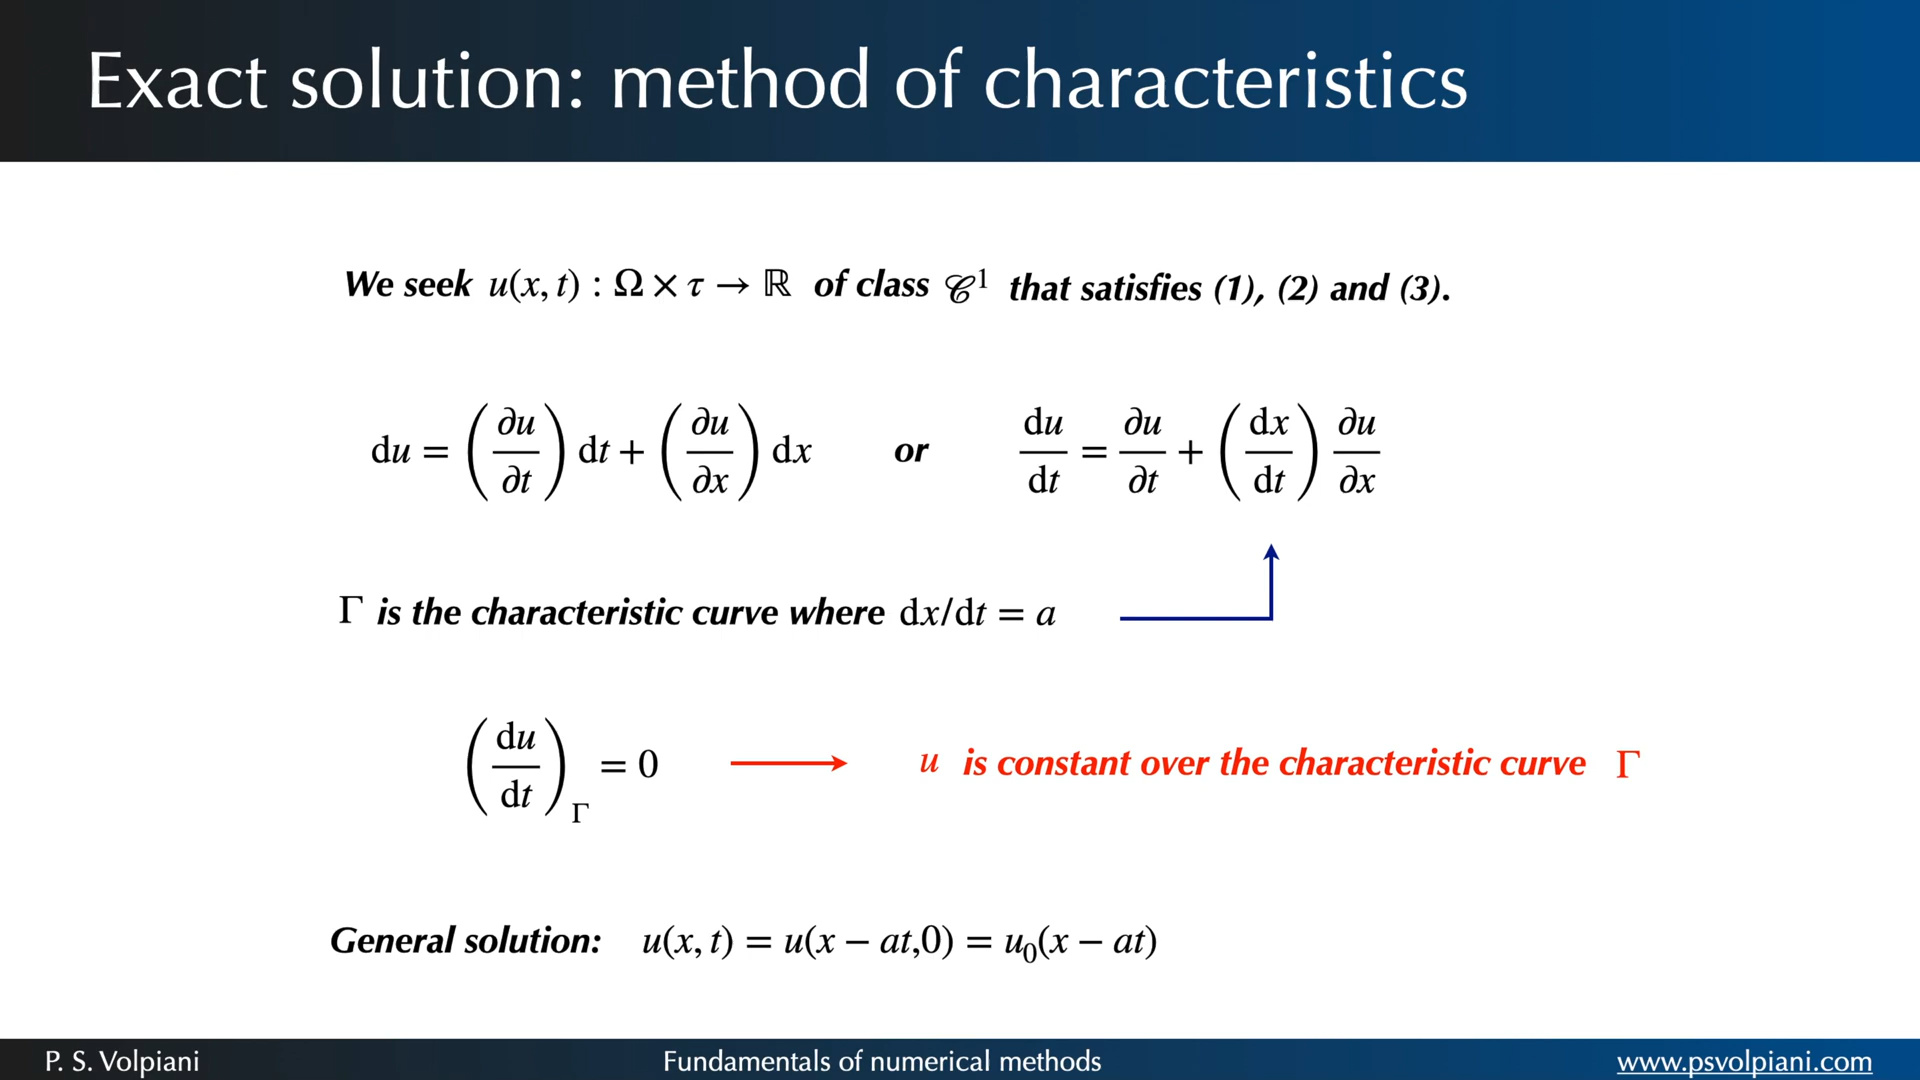 Exact solution: method of characteristics
We seek u(x, t) : Ω × τ → ℝ of class 𝒞¹ that satisfies (1), (2) and (3).
du = (∂u/∂t) dt + (∂u/∂x) dx or du/dt = ∂u/∂t + (dx/dt) ∂u/∂x
Γ is the characteristic curve where dx/dt = a
(du/dt)_Γ = 0 → u is constant over the characteristic curve Γ
General solution: u(x, t) = u(x − at,0) = u₀(x − at)
P. S. Volpiani Fundamentals of numerical methods www.psvolpiani.com